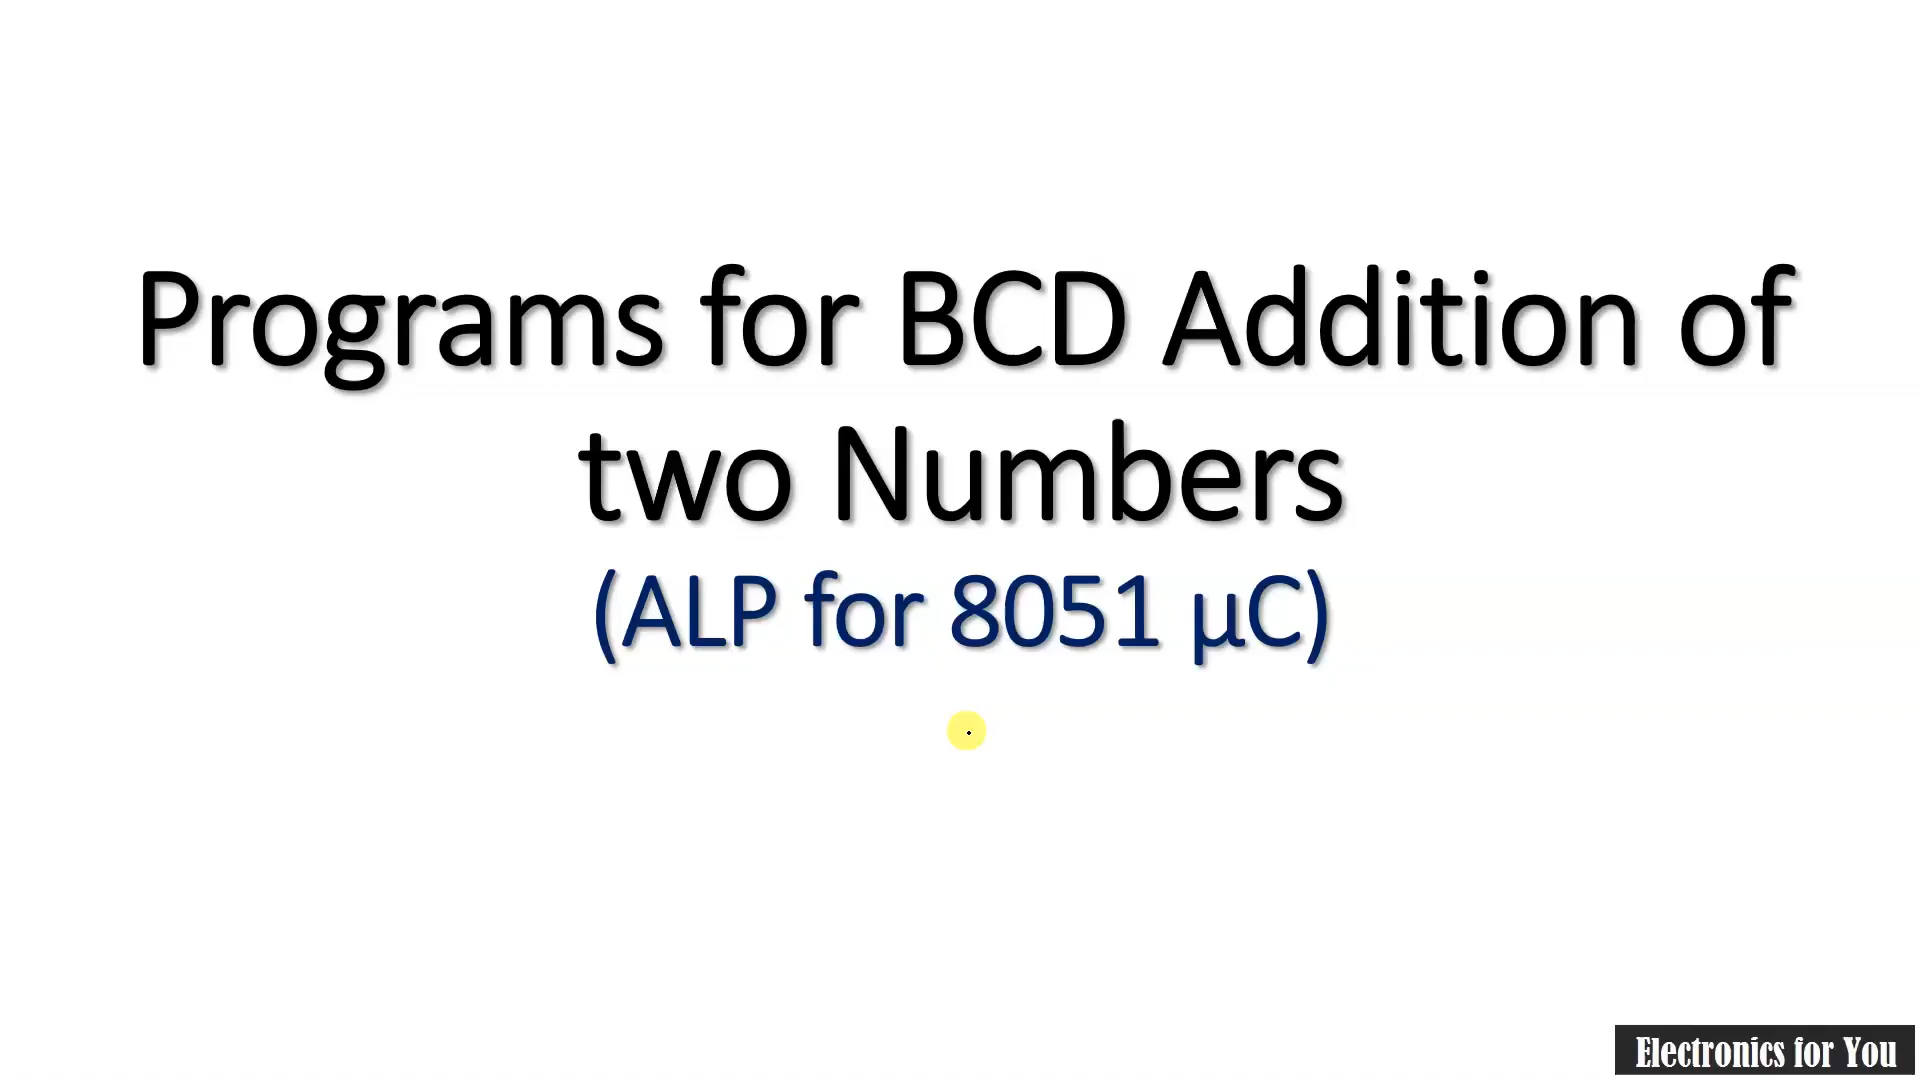 Programs for BCD Addition of
two Numbers
(ALP for 8051 µC)
Electronics for You